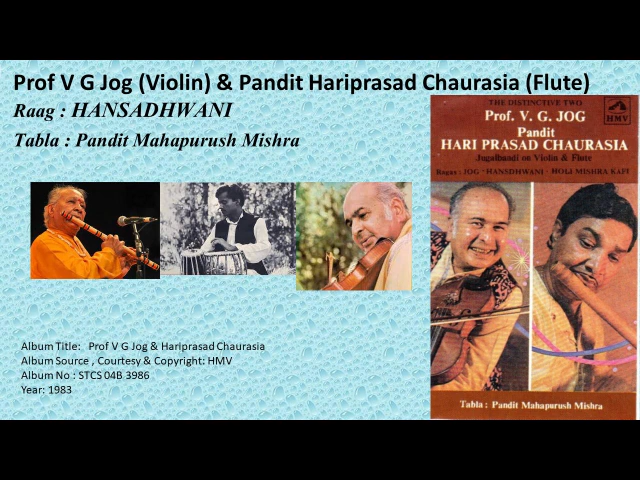 Prof V G Jog (Violin) & Pandit Hariprasad Chaurasia (Flute)
Raag : HANSADHWANI
Tabla : Pandit Mahapurush Mishra
THE DISTINCTIVE TWO
HMV
Prof. V. G. JOG
Pandit
HARI PRASAD CHAURASIA
Jugalbandi on Violin & Flute
Ragas : JOG - HANSDHWANI - HOLI MISHRA KAFI
Tabla : Pandit Mahapurush Mishra
Album Title: Prof V G Jog & Hariprasad Chaurasia
Album Source , Courtesy & Copyright: HMV
Album No : STCS 04B 3986
Year: 1983